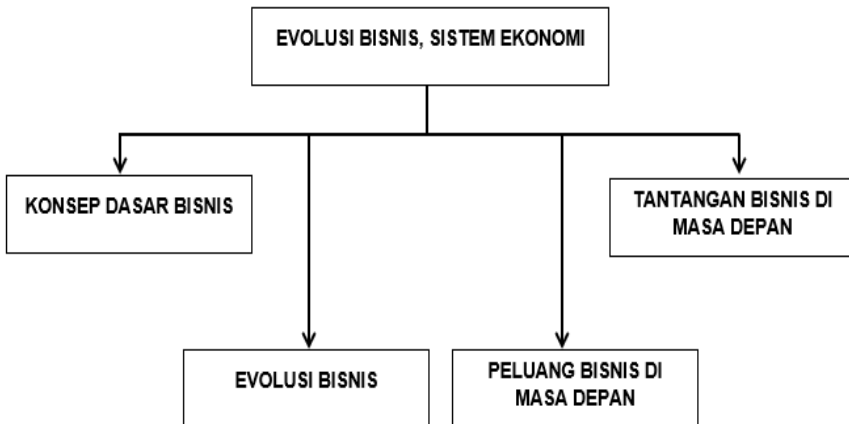 EVOLUSI BISNIS, SISTEM EKONOMI
KONSEP DASAR BISNIS
TANTANGAN BISNIS DI
MASA DEPAN
EVOLUSI BISNIS
PELUANG BISNIS DI
MASA DEPAN